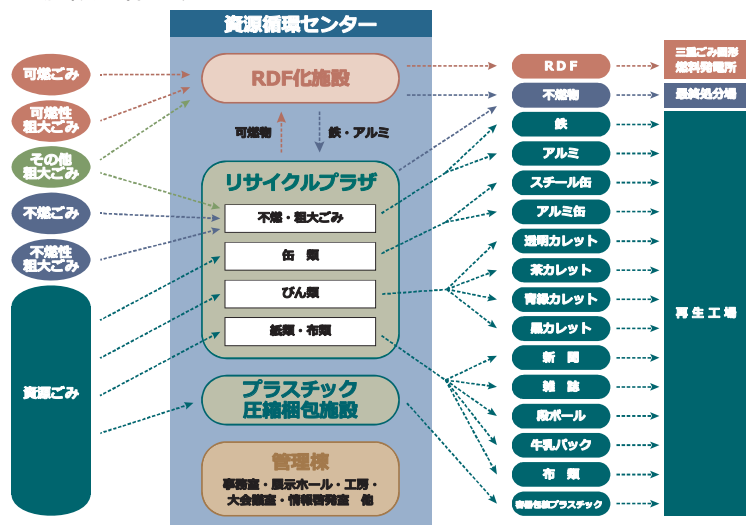 資源循環センター
可燃ごみ
可燃性
粗大ごみ
その他
粗大ごみ
不燃ごみ
不燃性
粗大ごみ
資源ごみ
RDF化施設
可燃物
鉄・アルミ
リサイクルプラザ
不燃・粗大ごみ
缶 類
びん類
紙類・布類
プラスチック
圧縮梱包施設
管理棟
事務室・展示ホール・工房・
大会議室・情報啓発室 他
RDF
不燃物
鉄
アルミ
スチール缶
アルミ缶
透明カレット
茶カレット
青緑カレット
黒カレット
新 聞
雑 誌
段ボール
牛乳パック
布 類
容器包装プラスチック
三重ごみ固形
燃料発電所
最終処分場
再生工場